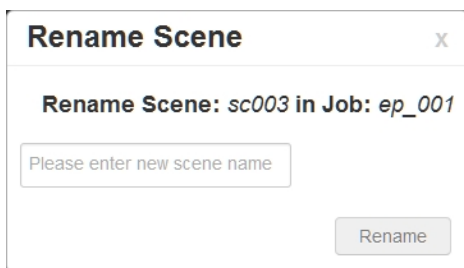 Rename Scene x
Rename Scene: sc003 in Job: ep_001
Please enter new scene name
Rename